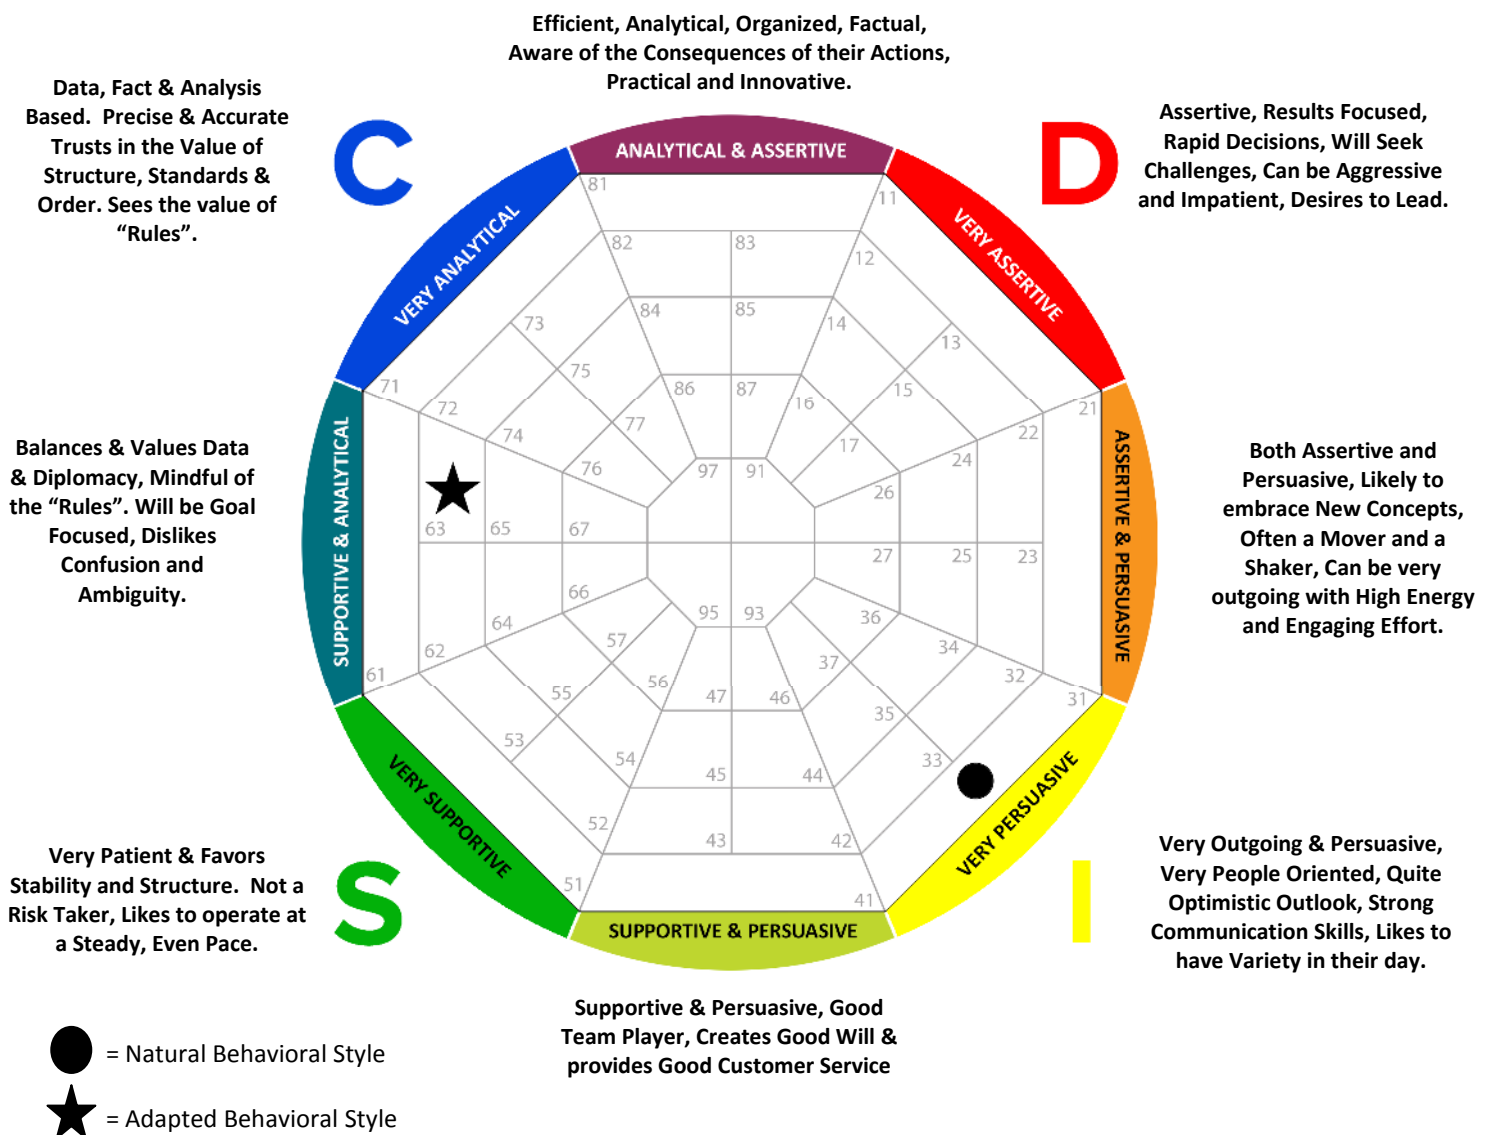 Efficient, Analytical, Organized, Factual,
Aware of the Consequences of their Actions,
Practical and Innovative.
Data, Fact & Analysis
Based. Precise & Accurate
Trusts in the Value of
Structure, Standards &
Order. Sees the value of
“Rules”.
C
ANALYTICAL & ASSERTIVE
D
Assertive, Results Focused,
Rapid Decisions, Will Seek
Challenges, Can be Aggressive
and Impatient, Desires to Lead.
VERY ANALYTICAL
VERY ASSERTIVE
81
11
82
83
12
84
85
14
73
13
75
15
71
72
86
87
16
21
77
17
22
74
24
76
97
91
26
63
65
67
27
25
23
66
64
95
93
36
62
57
37
34
61
56
47
46
32
31
55
35
53
54
45
44
33
52
43
42
51
41
SUPPORTIVE & ANALYTICAL
ASSERTIVE & PERSUASIVE
Balances & Values Data
& Diplomacy, Mindful of
the “Rules”. Will be Goal
Focused, Dislikes
Confusion and
Ambiguity.
Both Assertive and
Persuasive, Likely to
embrace New Concepts,
Often a Mover and a
Shaker, Can be very
outgoing with High Energy
and Engaging Effort.
VERY SUPPORTIVE
VERY PERSUASIVE
Very Patient & Favors
Stability and Structure. Not a
Risk Taker, Likes to operate at
a Steady, Even Pace.
S
SUPPORTIVE & PERSUASIVE
I
Very Outgoing & Persuasive,
Very People Oriented, Quite
Optimistic Outlook, Strong
Communication Skills, Likes to
have Variety in their day.
Supportive & Persuasive, Good
Team Player, Creates Good Will &
provides Good Customer Service
= Natural Behavioral Style
= Adapted Behavioral Style